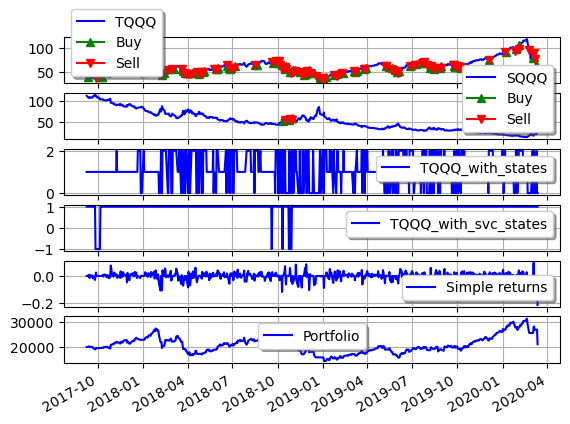 TQQQ
Buy
Sell
100
50
SQQQ
Buy
Sell
100
50
2
0
TQQQ_with_states
1
0
−1
TQQQ_with_svc_states
0.0
−0.2
Simple returns
30000
20000
Portfolio
2017-10 2018-01 2018-04 2018-07 2018-10 2019-01 2019-04 2019-07 2019-10 2020-01 2020-04